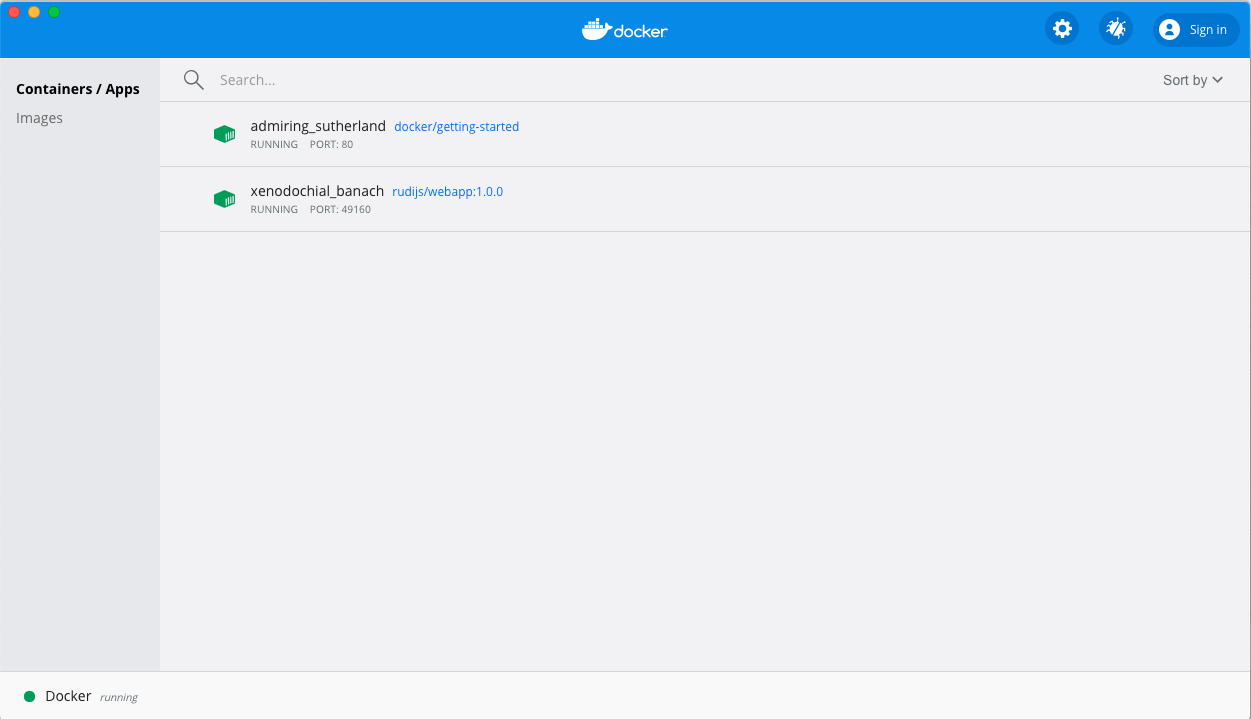 docker
Sign in
Containers / Apps
Images
Search...
Sort by
admiring_sutherland docker/getting-started
RUNNING PORT: 80
xenodochial_banach rudijs/webapp:1.0.0
RUNNING PORT: 49160
Docker running